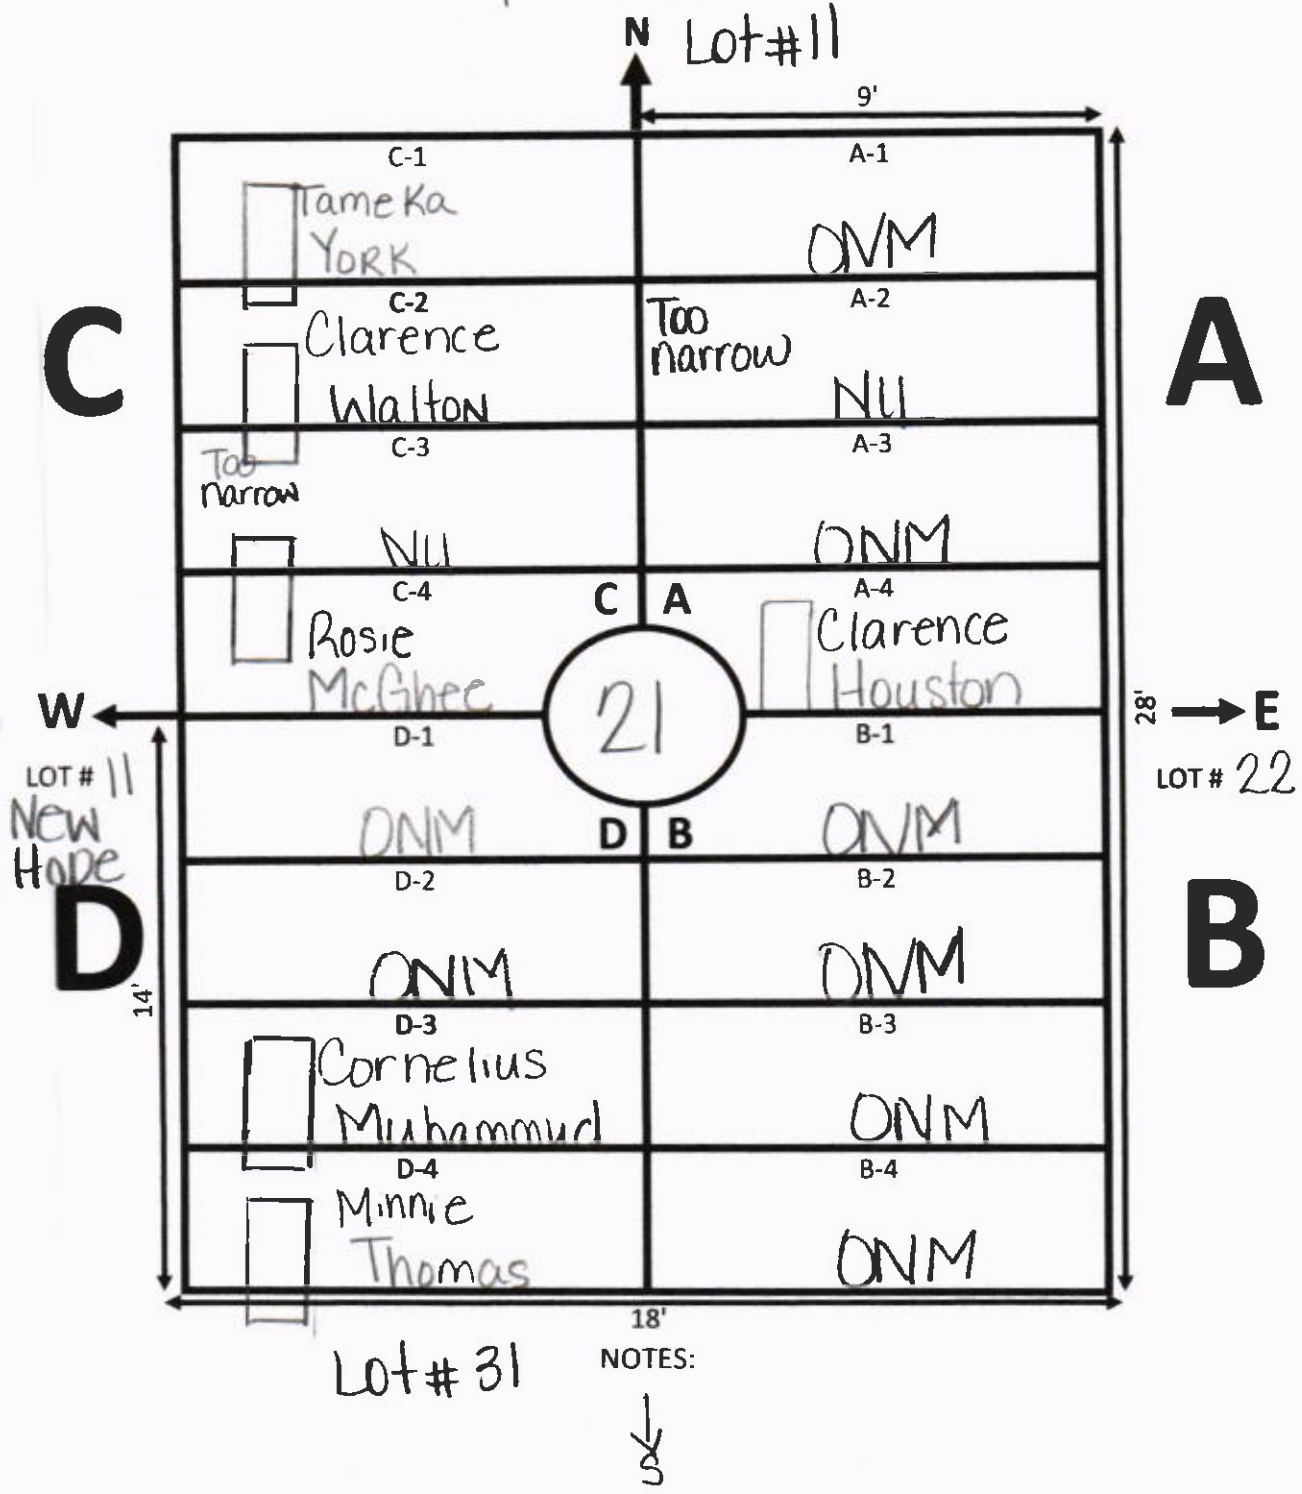 N Lot #11
9'
C-1 A-1
Tameka
York
ONM
C-2 A-2
Clarence
Walton
Too
narrow
NU
C A
C-3 A-3
Too
narrow
NU
ONM
C-4 A-4
C A
Rosie
McGhee
Clarence
Houston
W 21 28' E
D-1 B-1
LOT # 11
New
Hope
LOT # 22
ONM ONM
D B
D-2 B-2
D B
14'
ONM ONM
D-3 B-3
Cornelius
Muhammud
ONM
D-4 B-4
Minnie
Thomas
ONM
18'
Lot # 31
NOTES:
S